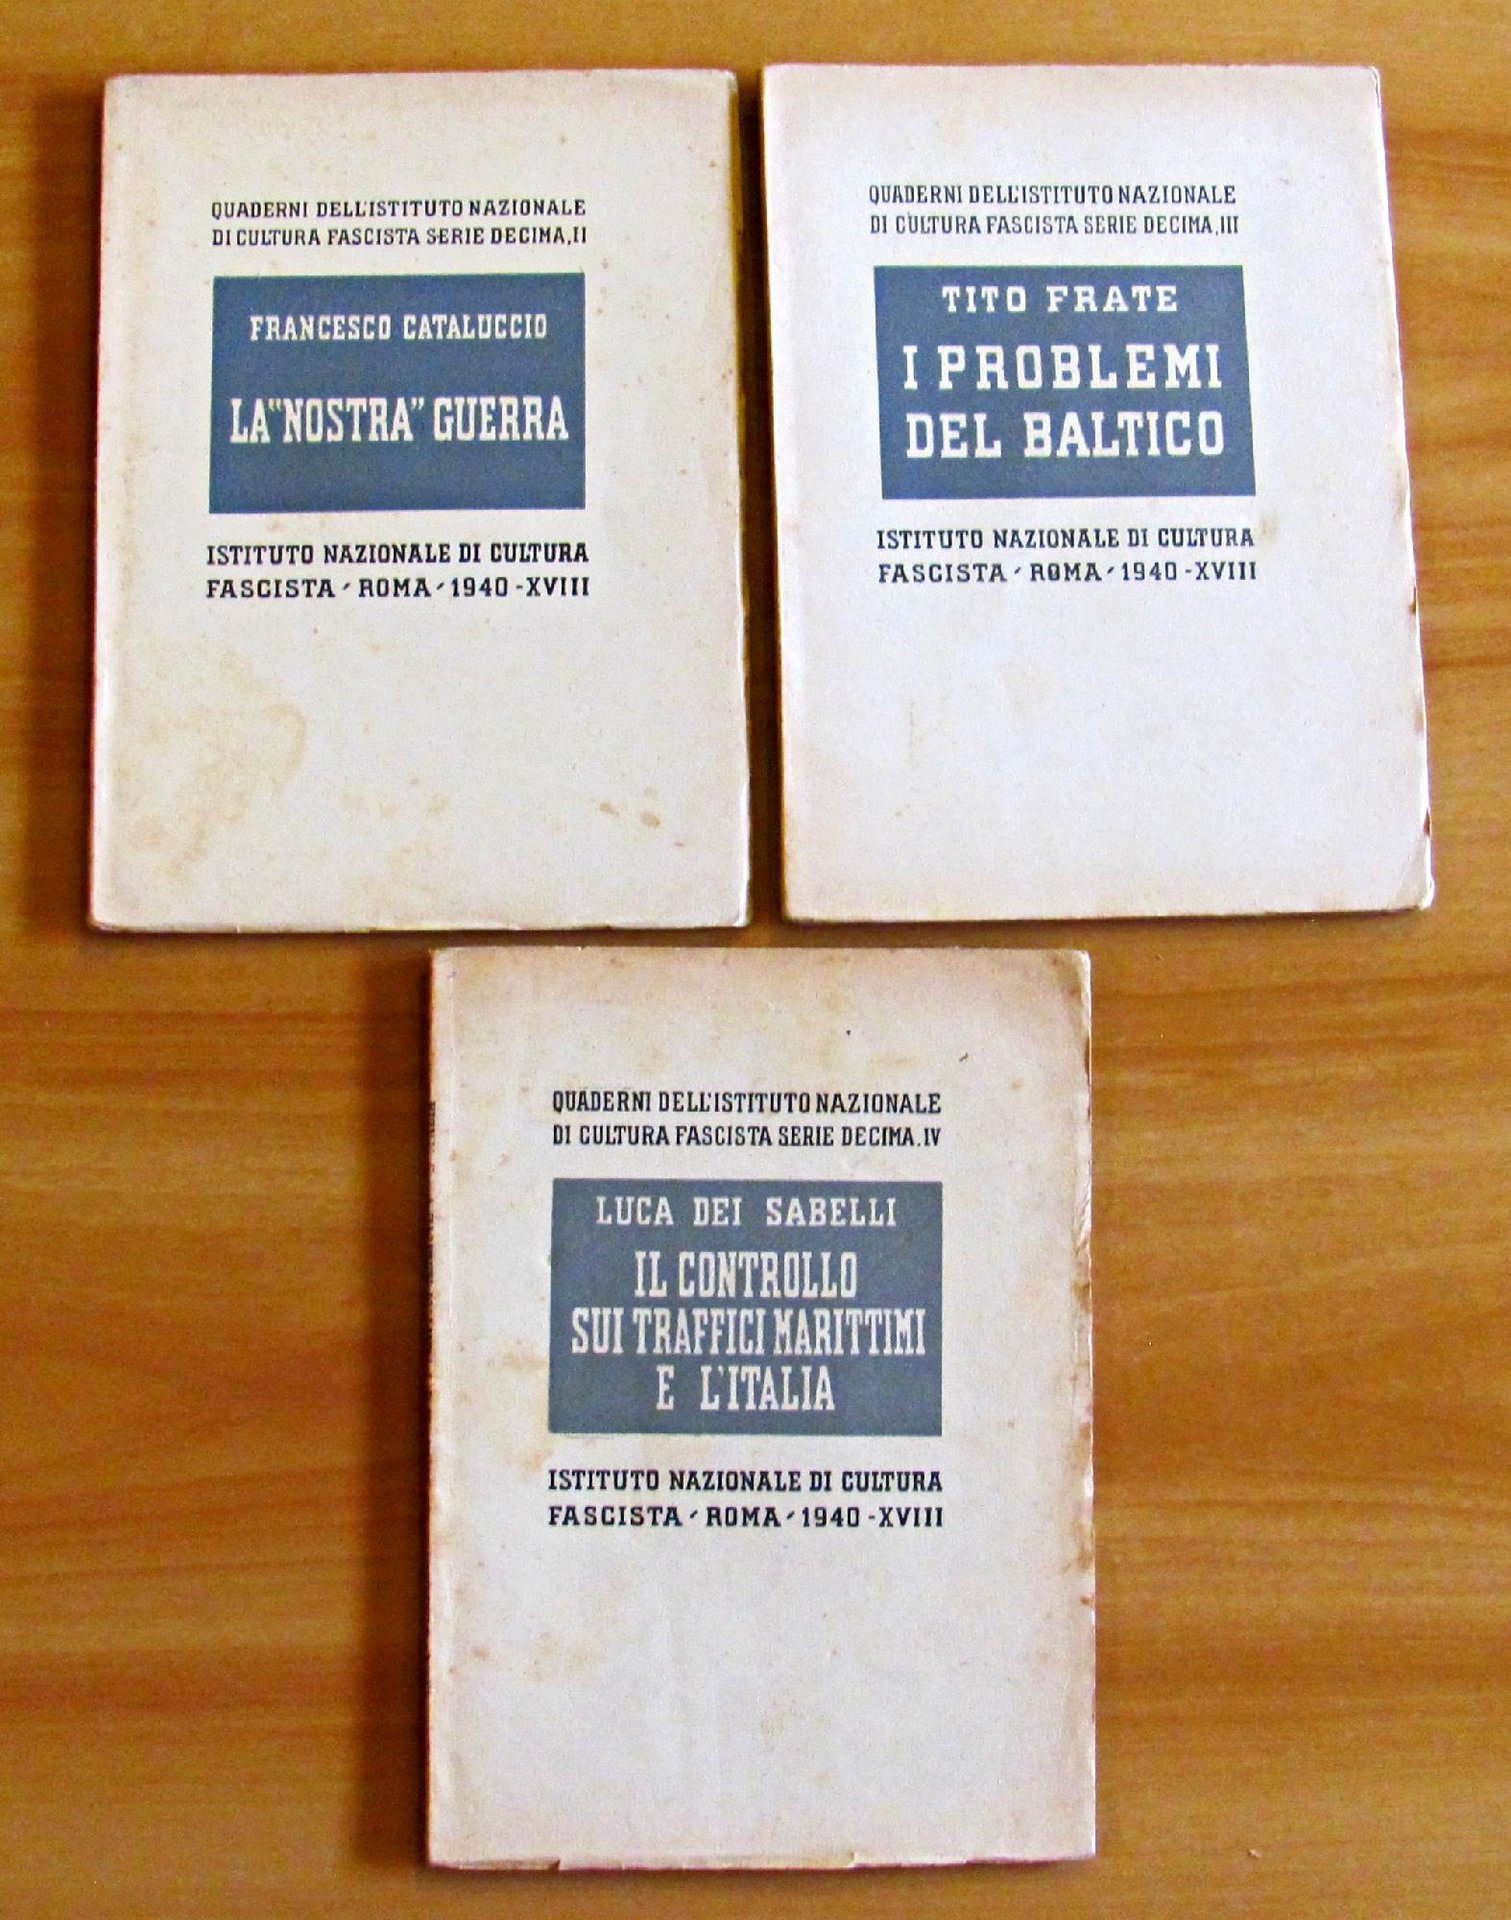 QUADERNI DELL'ISTITUTO NAZIONALE
DI CULTURA FASCISTA SERIE DECIMA, II
FRANCESCO CATALUCCIO
LA "NOSTRA" GUERRA
ISTITUTO NAZIONALE DI CULTURA
FASCISTA - ROMA - 1940 - XVIII
QUADERNI DELL'ISTITUTO NAZIONALE
DI CULTURA FASCISTA SERIE DECIMA, III
TITO FRATE
I PROBLEMI
DEL BALTICO
ISTITUTO NAZIONALE DI CULTURA
FASCISTA - ROMA - 1940 - XVIII
QUADERNI DELL'ISTITUTO NAZIONALE
DI CULTURA FASCISTA SERIE DECIMA. IV
LUCA DEI SABELLI
IL CONTROLLO
SUI TRAFFICI MARITTIMI
E L'ITALIA
ISTITUTO NAZIONALE DI CULTURA
FASCISTA - ROMA - 1940 - XVIII